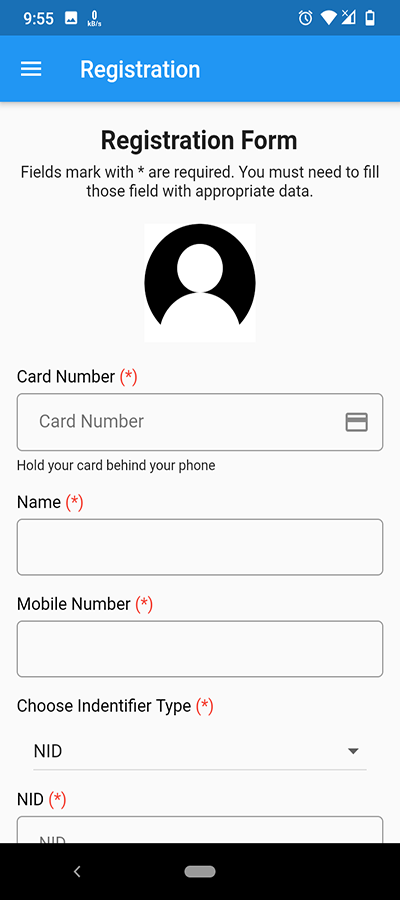 9:55
0
kB/s
Registration
Registration Form
Fields mark with * are required. You must need to fill
those field with appropriate data.
Card Number (*)
Card Number
Hold your card behind your phone
Name (*)
Mobile Number (*)
Choose Indentifier Type (*)
NID
NID (*)
NID